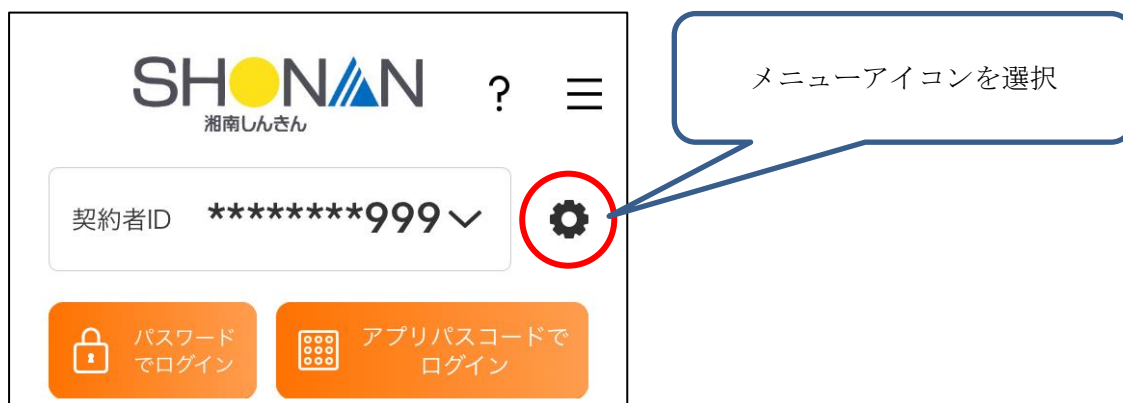 SHONAN
湘南しんきん
?
メニューアイコンを選択
契約者ID ********999
パスワード
でログイン
アプリパスコードで
ログイン